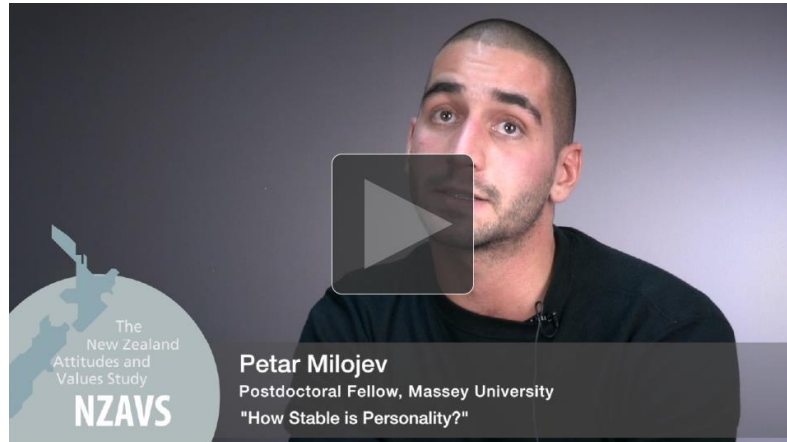 The
New Zealand
Attitudes and
Values Study
NZAVS
Petar Milojev
Postdoctoral Fellow, Massey University
"How Stable is Personality?"